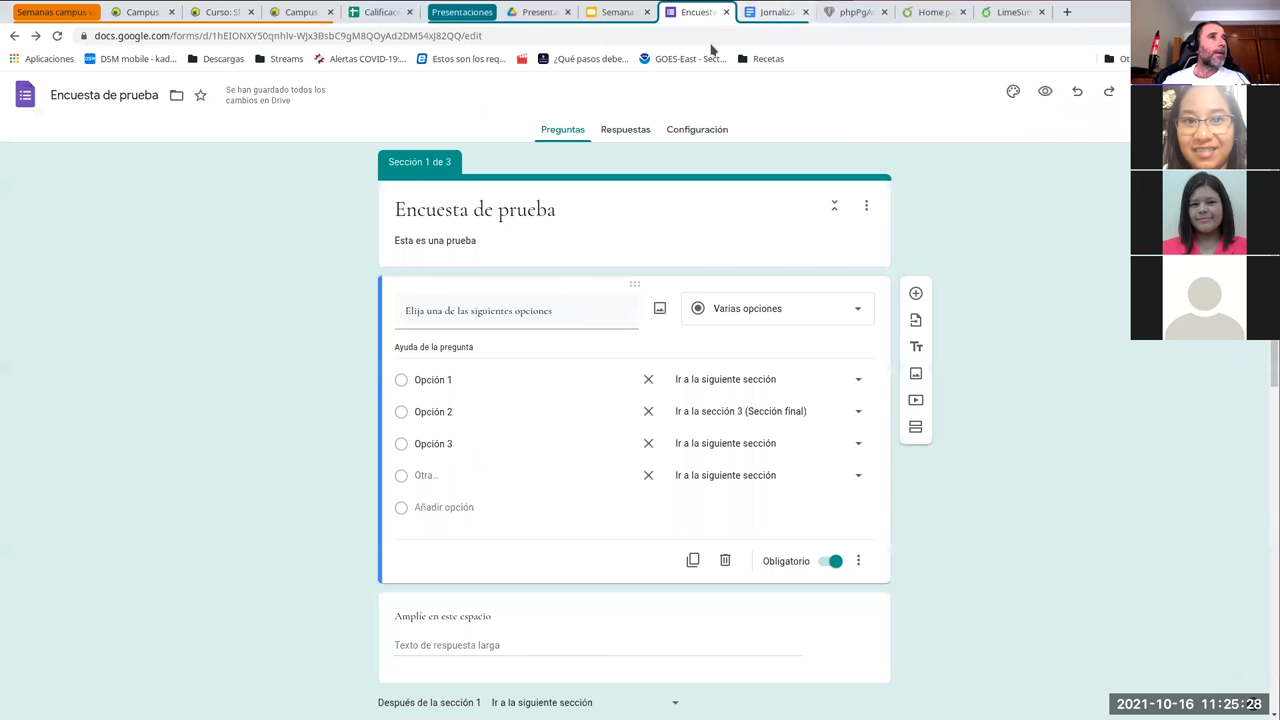 Semanas campus v
Campus
Curso: SI
Campus
Calificac
Presentaciones
Presenta
Semana
Encuest
Jornaliza
phpPgA
Home pa
LimeSur
docs.google.com/forms/d/1hEIONXY50qnhlv-WJx3BsbC9gM8QOyAd2DM54xJ82QQ/edit
Aplicaciones
DSM mobile - kad...
Descargas
Streams
Alertas COVID-19:...
Estos son los req...
¿Qué pasos debe...
GOES-East - Sect...
Recetas
Encuesta de prueba
Se han guardado todos los
cambios en Drive
Preguntas
Respuestas
Configuración
Sección 1 de 3
Encuesta de prueba
Esta es una prueba
Elija una de las siguientes opciones
Varias opciones
Ayuda de la pregunta
Opción 1
Ir a la siguiente sección
Opción 2
Ir a la sección 3 (Sección final)
Opción 3
Ir a la siguiente sección
Otra...
Ir a la siguiente sección
Añadir opción
Obligatorio
Amplíe en este espacio
Texto de respuesta larga
Después de la sección 1
Ir a la siguiente sección
2021-10-16 11:25:28